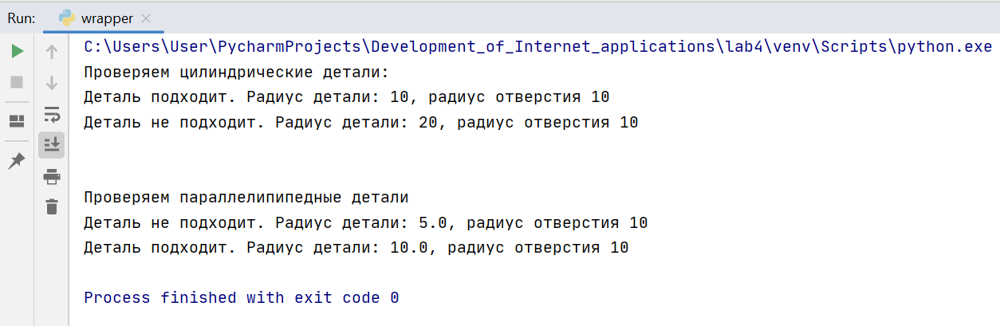 Run: wrapper
C:\Users\User\PycharmProjects\Development_of_Internet_applications\lab4\venv\Scripts\python.exe
Проверяем цилиндрические детали:
Деталь подходит. Радиус детали: 10, радиус отверстия 10
Деталь не подходит. Радиус детали: 20, радиус отверстия 10
Проверяем параллелипипедные детали
Деталь не подходит. Радиус детали: 5.0, радиус отверстия 10
Деталь подходит. Радиус детали: 10.0, радиус отверстия 10
Process finished with exit code 0